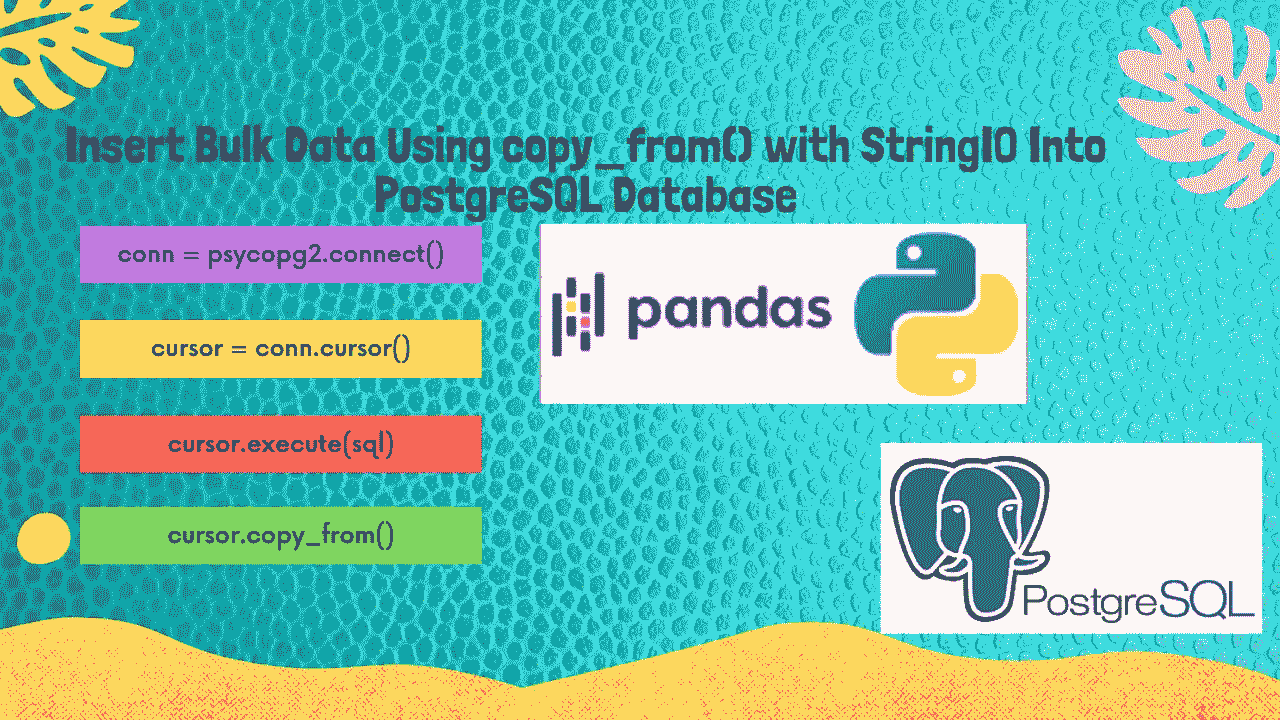 Insert Bulk Data Using copy_from() with StringIO Into
PostgreSQL Database
conn = psycopg2.connect()
cursor = conn.cursor()
cursor.execute(sql)
cursor.copy_from()
pandas
PostgreSQL